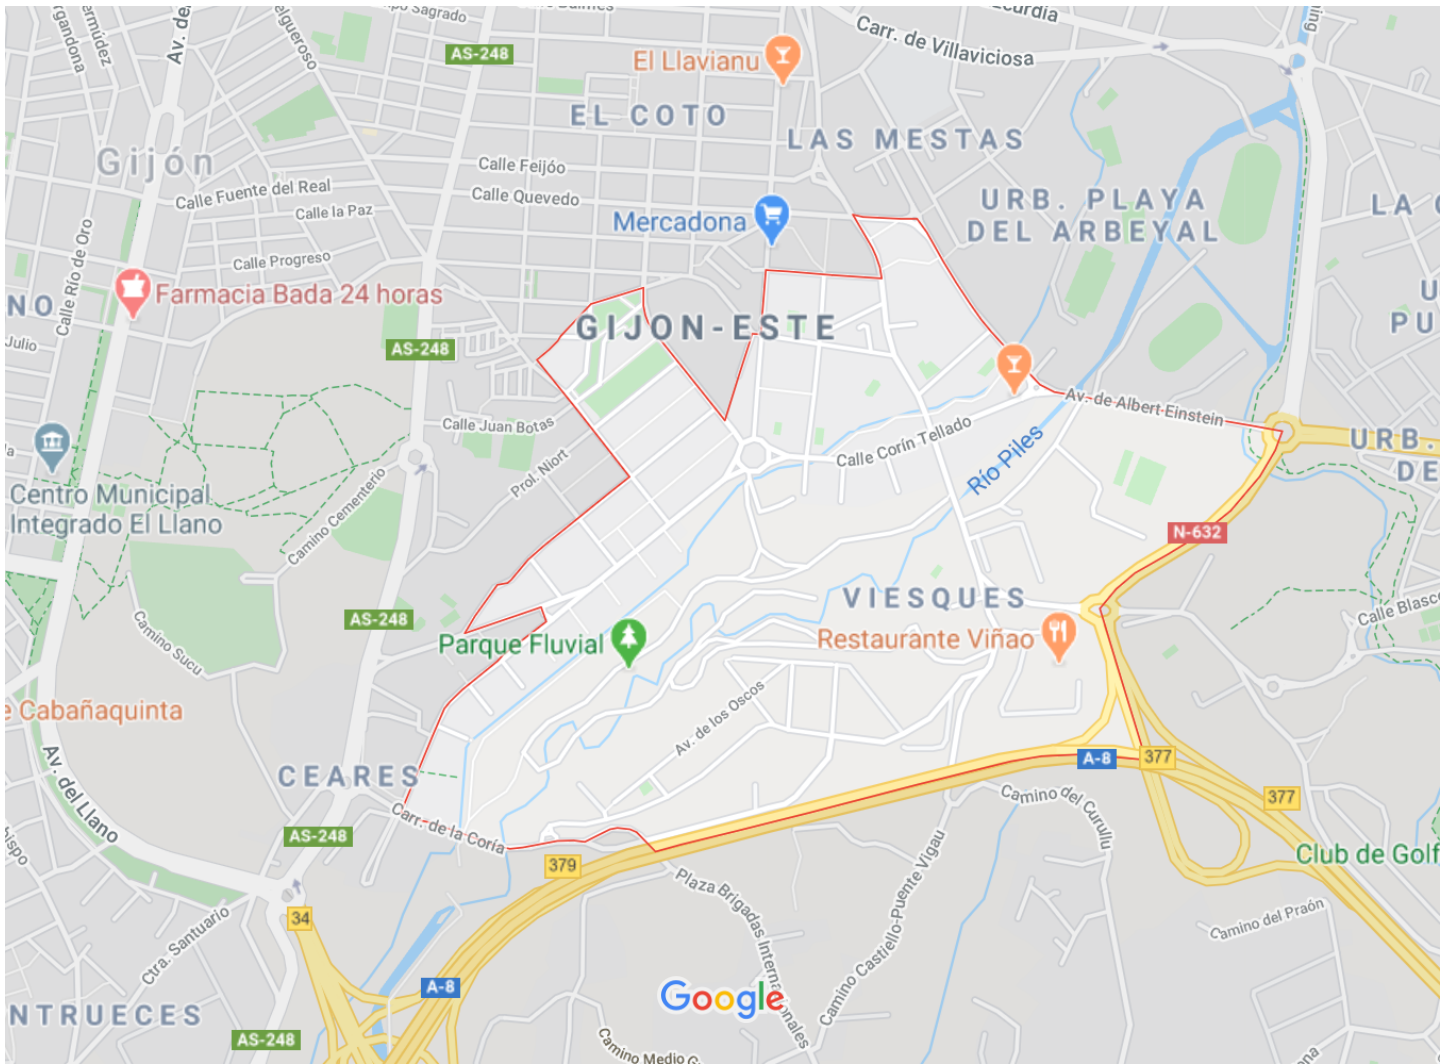 Av. de
AS-248
Carr. de Villaviciosa
El Llavianu
EL COTO
LAS MESTAS
Gijón
Calle Feijóo
Calle Fuente del Real
Calle Quevedo
Calle la Paz
Mercadona
URB. PLAYA
DEL ARBEYAL
Calle Río de Oro
Calle Progreso
Farmacia Bada 24 horas
NO
Julio
GIJON-ESTE
AS-248
U
PU
Av. de Albert Einstein
Calle Juan Botas
Calle Corín Tellado
URB.
DE
Río Piles
Prol. Niort
Camino Cementerio
Centro Municipal
Integrado El Llano
N-632
VIESQUES
Calle Blasco
AS-248
Camino Sucu
Parque Fluvial
Restaurante Viñao
e Cabañaquinta
Av. de los Oscos
A-8
377
377
CEARES
Av. del Llano
Camino del Curullu
Carr. de la Coría
AS-248
379
Club de Golf
Plaza Brigadas Internacionales
Camino Castiello-Puente Vigau
34
Camino del Praón
Ctra. Santuario
A-8
Google
NTRUECES
AS-248
Camino Medio